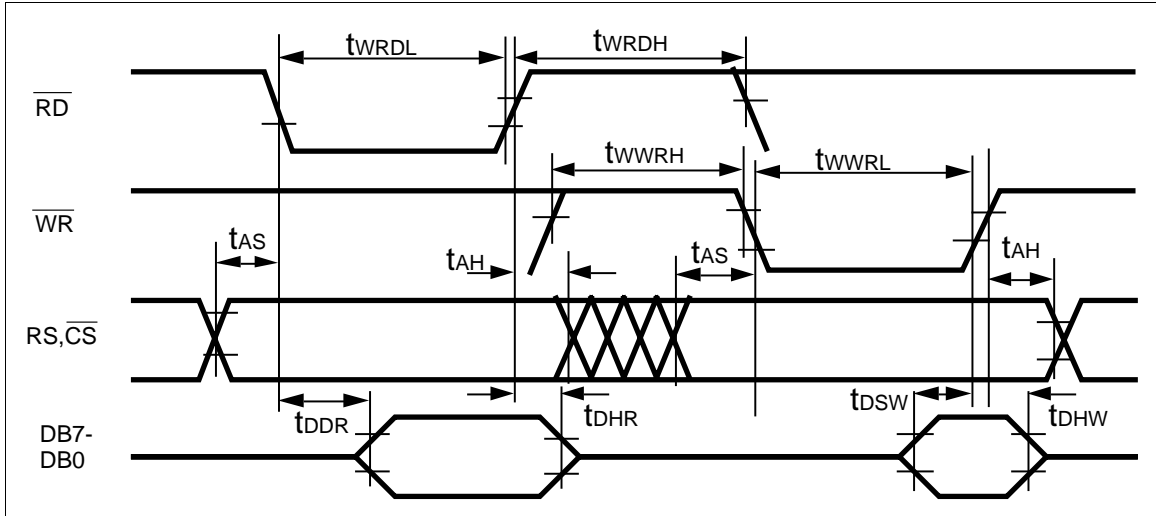 tWRDL
tWRDH
RD
tWWRH
tWWRL
WR
tAS
tAH
tAS
tAH
RS,CS
tDDR
tDHR
tDSW
tDHW
DB7-
DB0